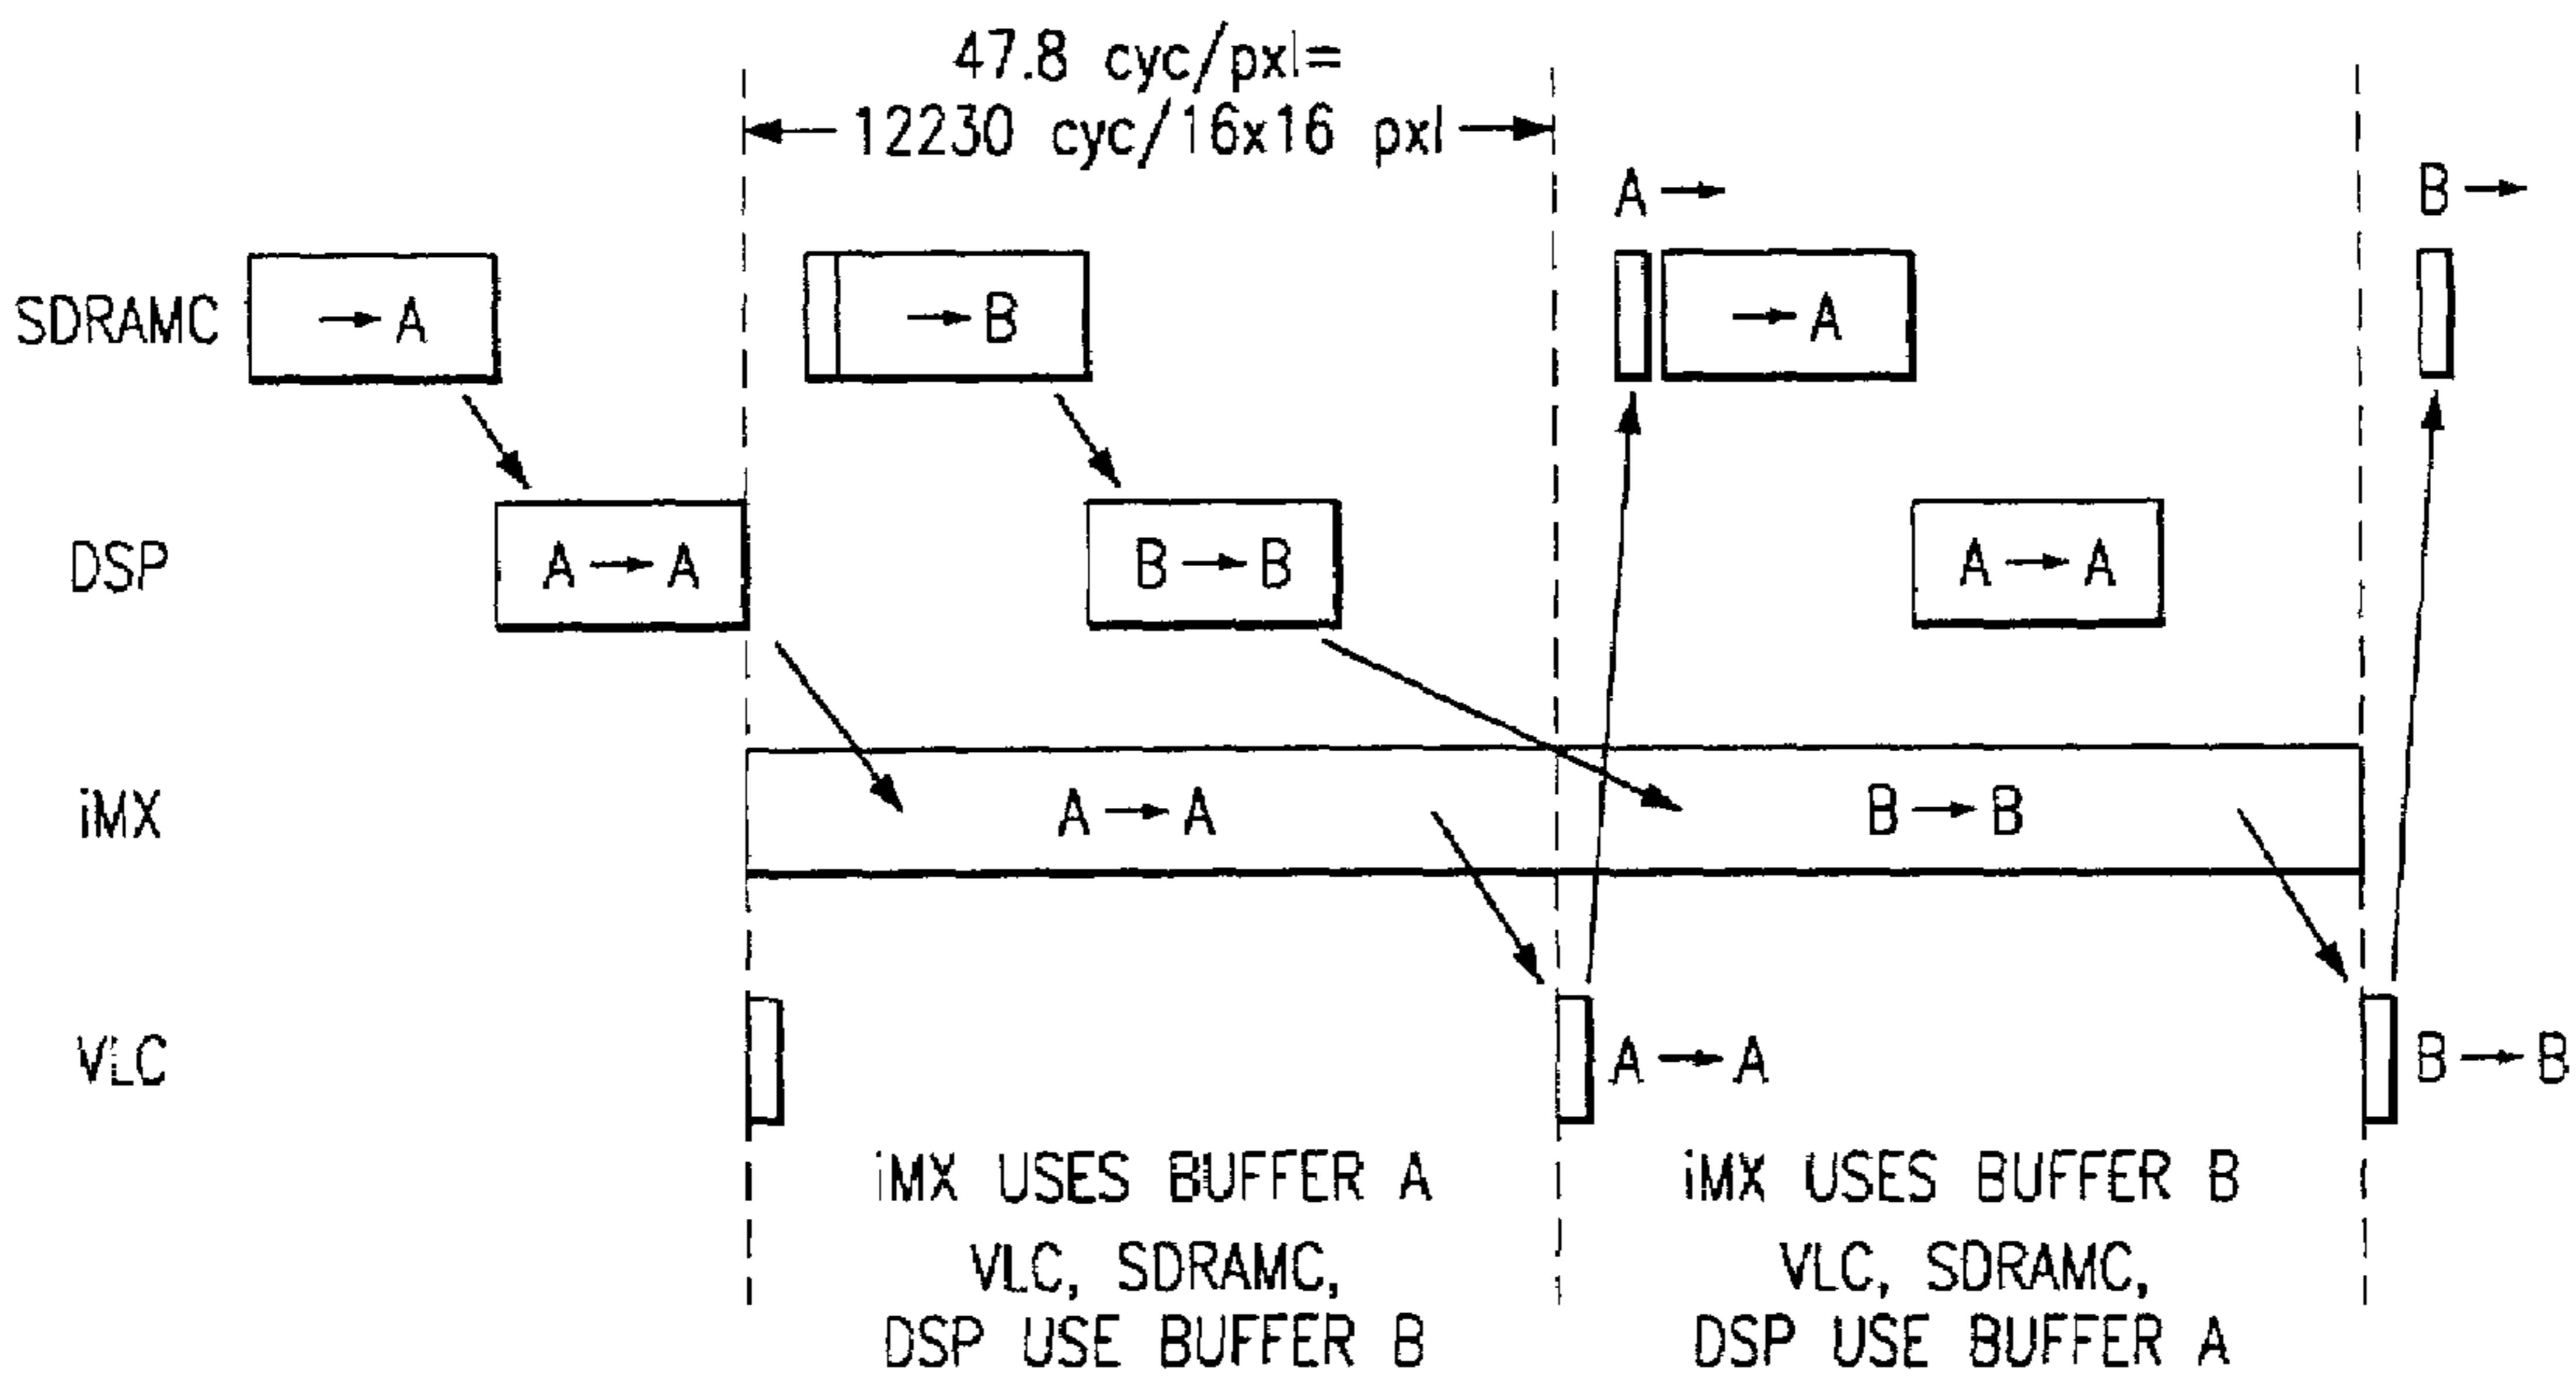 47.8 cyc/pxl=
12230 cyc/16x16 pxl
A → B →
SDRAMC → A → B → A
DSP A → A B → B A → A
iMX A → A B → B
VLC A → A B → B
iMX USES BUFFER A
VLC, SDRAMC,
DSP USE BUFFER B
iMX USES BUFFER B
VLC, SDRAMC,
DSP USE BUFFER A